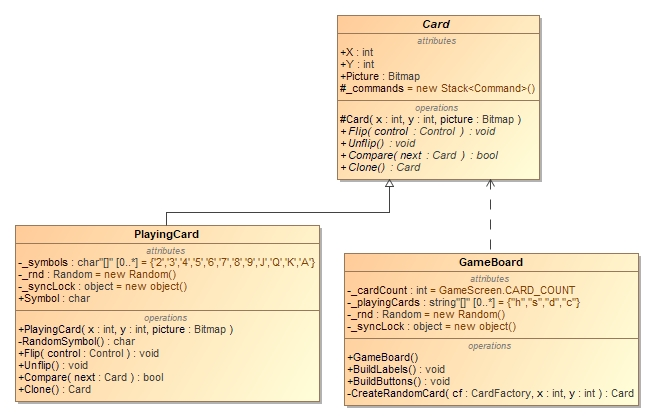 Card
attributes
+X : int
+Y : int
+Picture : Bitmap
#_commands = new Stack<Command>()
operations
#Card( x : int, y : int, picture : Bitmap )
+Flip( control : Control ) : void
+Unflip() : void
+Compare( next : Card ) : bool
+Clone() : Card
PlayingCard
attributes
-_symbols : char"[]" [0..*] = {'2','3','4','5','6','7','8','9','J','Q','K','A'}
-_rnd : Random = new Random()
-_syncLock : object = new object()
+Symbol : char
operations
+PlayingCard( x : int, y : int, picture : Bitmap )
-RandomSymbol() : char
+Flip( control : Control ) : void
+Unflip() : void
+Compare( next : Card ) : bool
+Clone() : Card
GameBoard
attributes
-_cardCount : int = GameScreen.CARD_COUNT
-_playingCards : string"[]" [0..*] = {"h","s","d","c"}
-_rnd : Random = new Random()
-_syncLock : object = new object()
operations
+GameBoard()
+BuildLabels() : void
+BuildButtons() : void
-CreateRandomCard( cf : CardFactory, x : int, y : int ) : Card